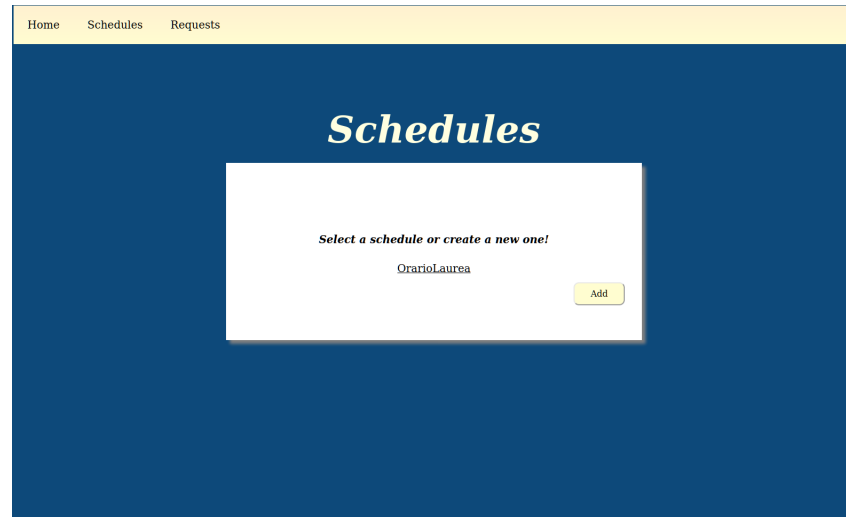 Home Schedules Requests
Schedules
Select a schedule or create a new one!
OrarioLaurea
Add